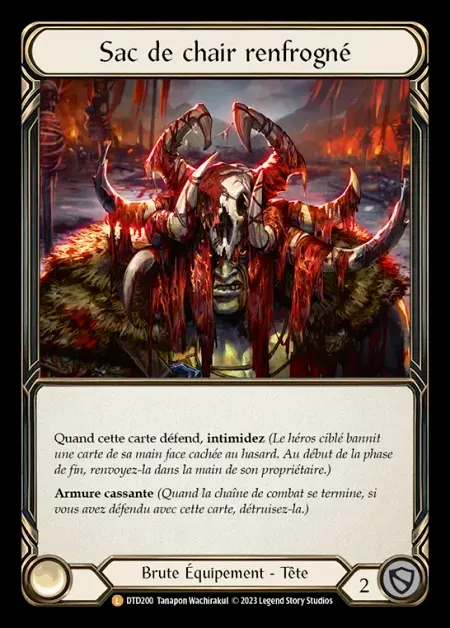 Sac de chair renfrogné
Quand cette carte défend, intimidez (Le héros ciblé bannit
une carte de sa main face cachée au hasard. Au début de la phase
de fin, renvoyez-la dans la main de son propriétaire.)
Armure cassante (Quand la chaîne de combat se termine, si
vous avez défendu avec cette carte, détruisez-la.)
Brute Équipement - Tête
2
L DTD200 Tanapon Wachirakul © 2023 Legend Story Studios